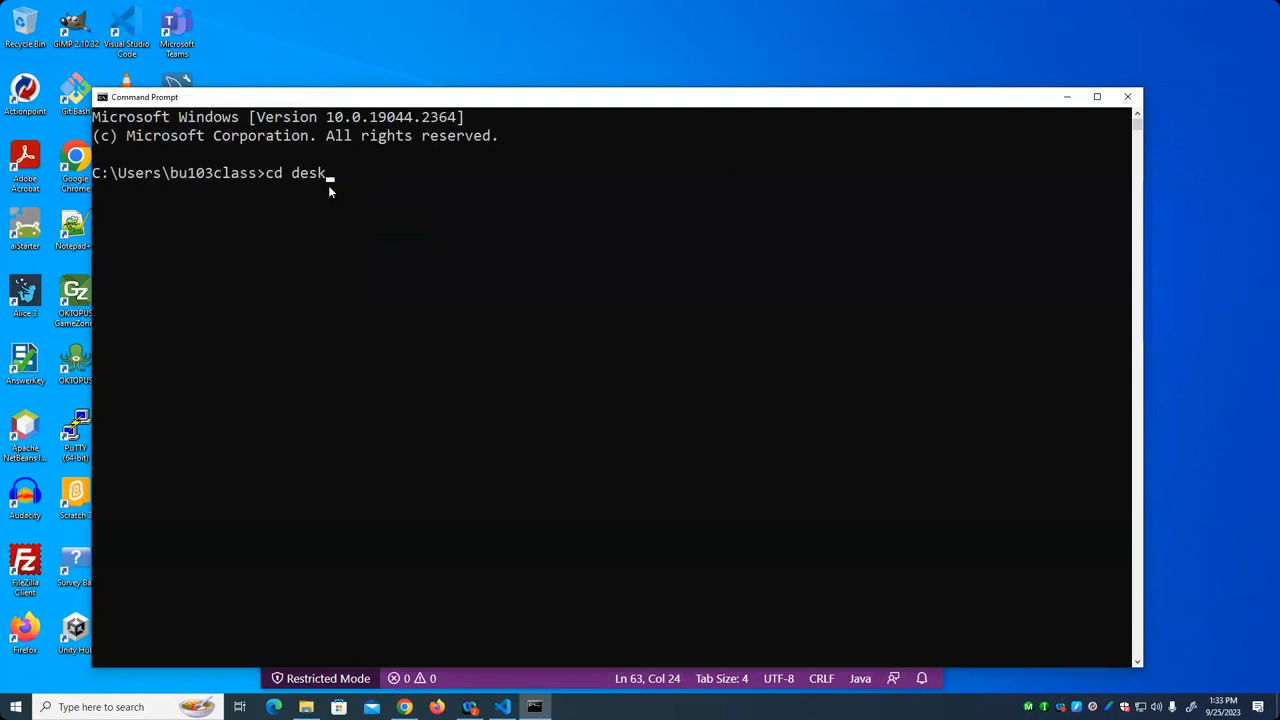 Recycle Bin
GIMP 2.10.32
Visual Studio Code
Microsoft Teams
Actionpoint
Git Bash
Adobe Acrobat
Google Chrome
aiStarter
Notepad+
Alice 3
OKTOPUS GameZone
AnswerKey
OKTOPUS
Apache NetBeans I...
PuTTY (64-bit)
Audacity
Scratch 3
FileZilla Client
Survey Ba
Firefox
Unity Hub
Command Prompt
Microsoft Windows [Version 10.0.19044.2364]
(c) Microsoft Corporation. All rights reserved.
C:\Users\bu103class>cd desk
Restricted Mode 0 0 Ln 63, Col 24 Tab Size: 4 UTF-8 CRLF Java
Type here to search
1:33 PM
9/25/2023